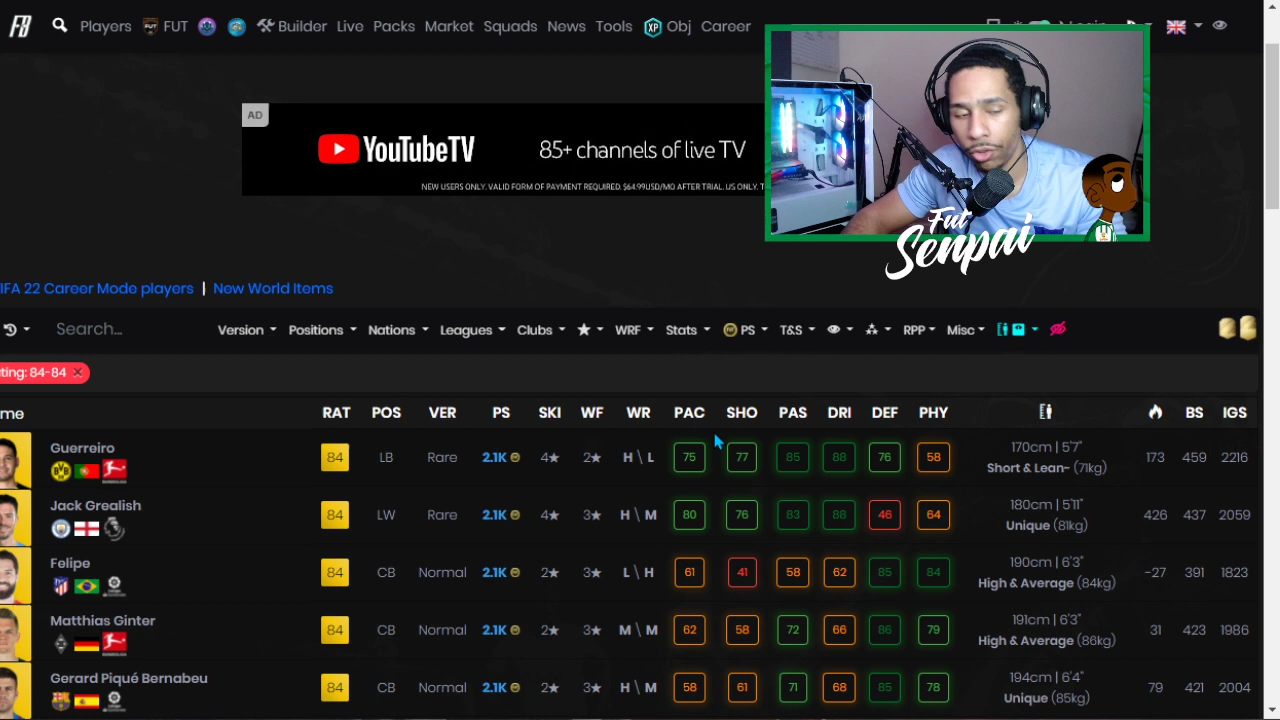 FB Players FUT Builder Live Packs Market Squads News Tools XP Obj Career
AD
YouTubeTV 85+ channels of live TV
NEW USERS ONLY. VALID FORM OF PAYMENT REQUIRED. $64.99USD/MO AFTER TRIAL. US ONLY. T
Fut
Senpai
IFA 22 Career Mode players | New World Items
Search... Version Positions Nations Leagues Clubs WRF Stats PS T&S RPP Misc
ting: 84-84 ×
me RAT POS VER PS SKI WF WR PAC SHO PAS DRI DEF PHY BS IGS
Guerreiro 84 LB Rare 2.1K 4★ 2★ H \ L 75 77 85 88 76 58 170cm | 5'7" 173 459 2216
Short & Lean- (71kg)
Jack Grealish 84 LW Rare 2.1K 4★ 3★ H \ M 80 76 83 88 46 64 180cm | 5'11" 426 437 2059
Unique (81kg)
Felipe 84 CB Normal 2.1K 2★ 3★ L \ H 61 41 58 62 85 84 190cm | 6'3" -27 391 1823
High & Average (84kg)
Matthias Ginter 84 CB Normal 2.1K 2★ 3★ M \ M 62 58 72 66 86 79 191cm | 6'3" 31 423 1986
High & Average (86kg)
Gerard Piqué Bernabeu 84 CB Normal 2.1K 2★ 3★ H \ M 58 61 71 68 85 78 194cm | 6'4" 79 421 2004
Unique (85kg)